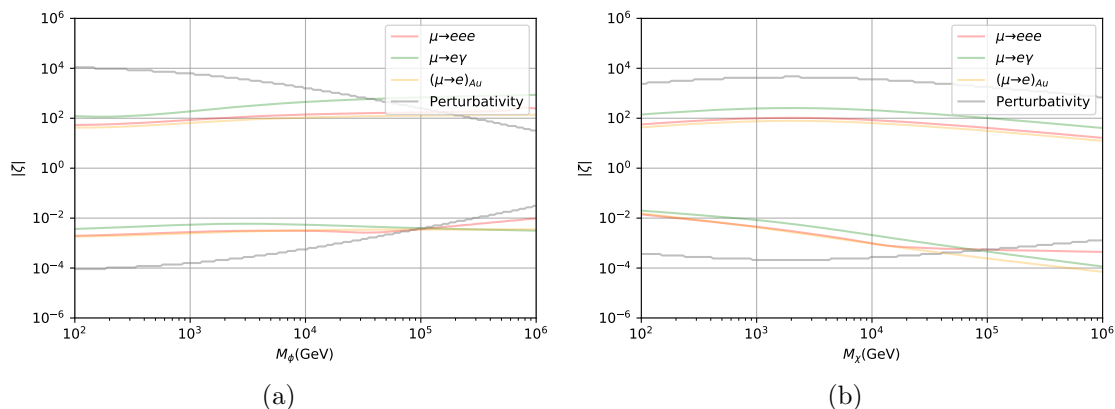 10^6
10^4
10^2
10^0
10^{-2}
10^{-4}
10^{-6}
|ζ|
μ→eee
μ→eγ
(μ→e)_{Au}
Perturbativity
10^2
10^3
10^4
10^5
10^6
M_ϕ(GeV)
(a)
10^6
10^4
10^2
10^0
10^{-2}
10^{-4}
10^{-6}
|ζ|
μ→eee
μ→eγ
(μ→e)_{Au}
Perturbativity
10^2
10^3
10^4
10^5
10^6
M_χ(GeV)
(b)